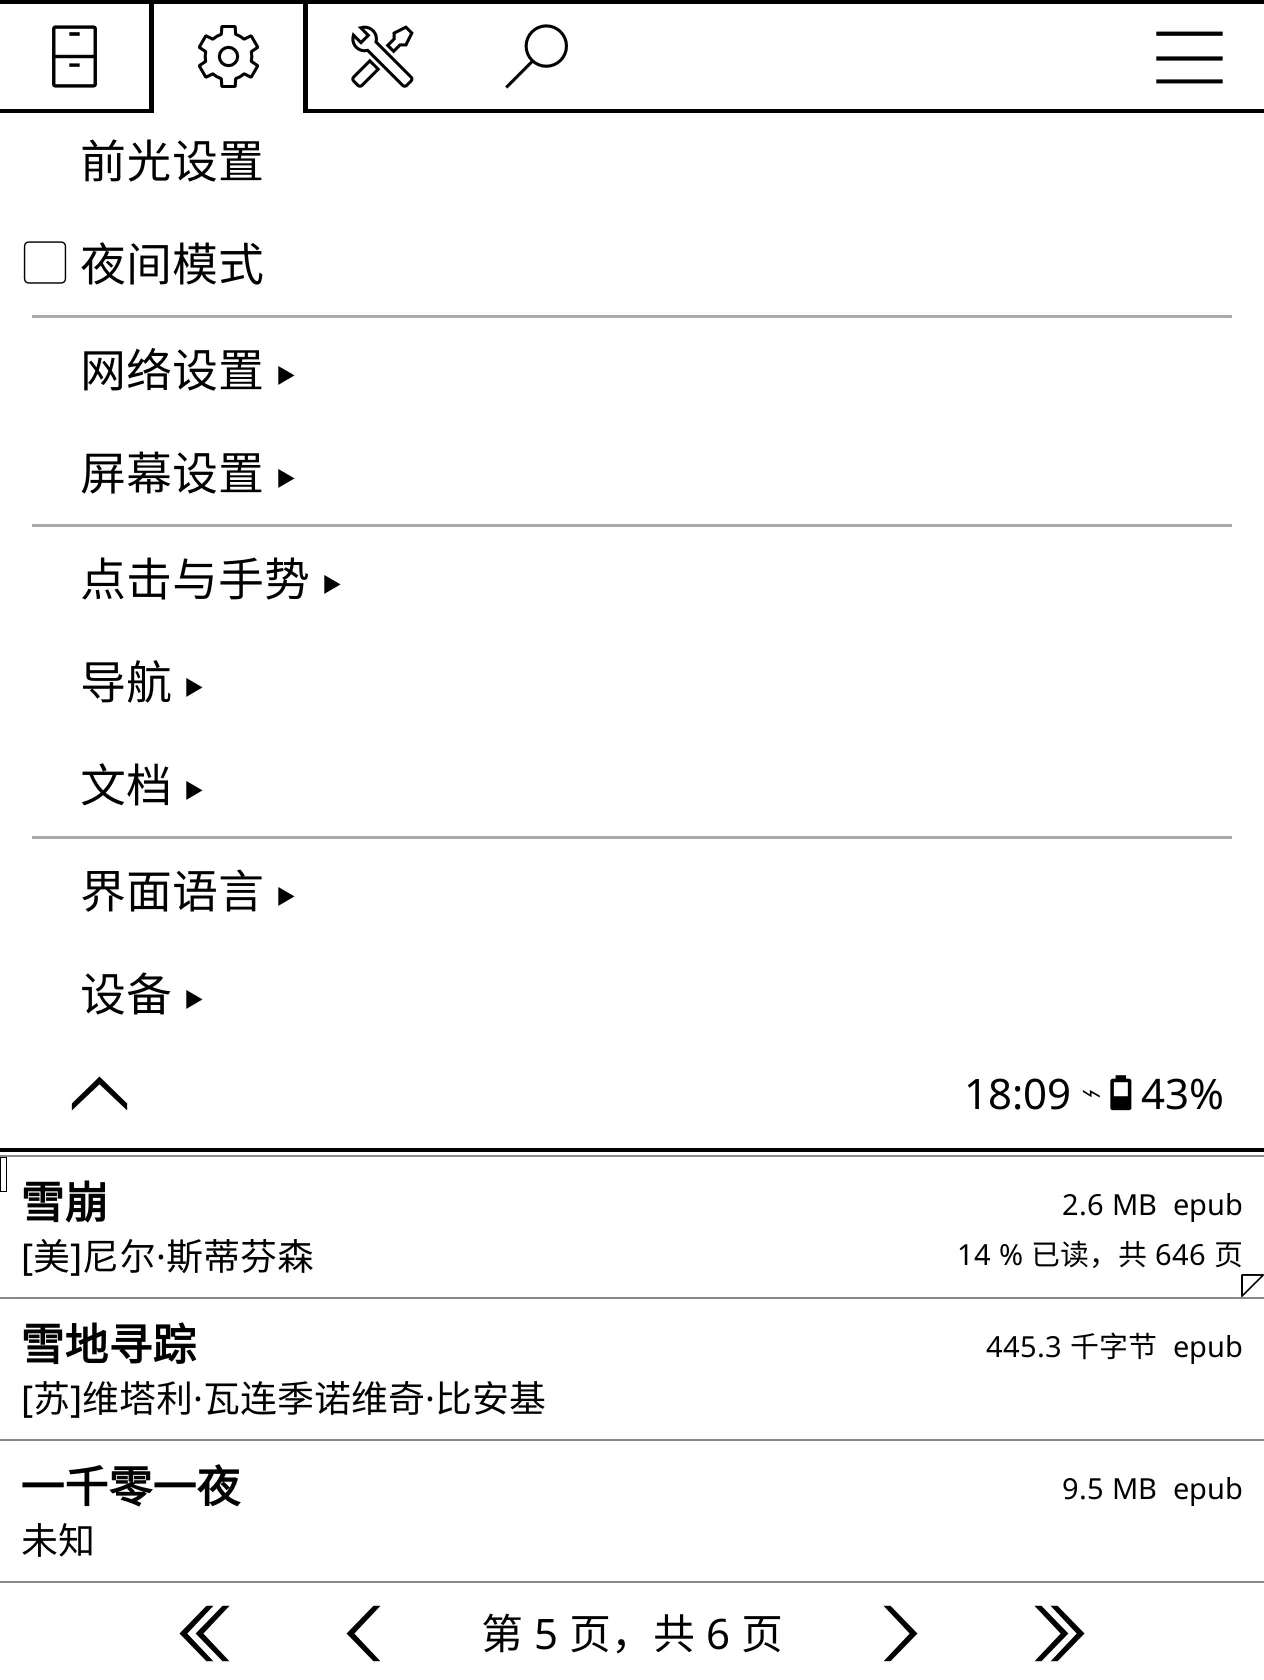 前光设置
夜间模式
网络设置 ▸
屏幕设置 ▸
点击与手势 ▸
导航 ▸
文档 ▸
界面语言 ▸
设备 ▸
18:09 43%
雪崩 2.6 MB epub
[美]尼尔·斯蒂芬森 14 % 已读，共 646 页
雪地寻踪 445.3 千字节 epub
[苏]维塔利·瓦连季诺维奇·比安基
一千零一夜 9.5 MB epub
未知
第 5 页，共 6 页